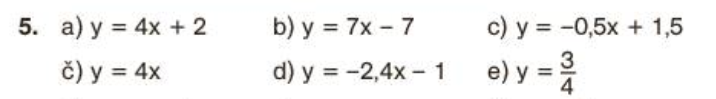 5. a) y = 4x + 2 b) y = 7x – 7 c) y = –0,5x + 1,5
č) y = 4x d) y = –2,4x – 1 e) y = 3/4